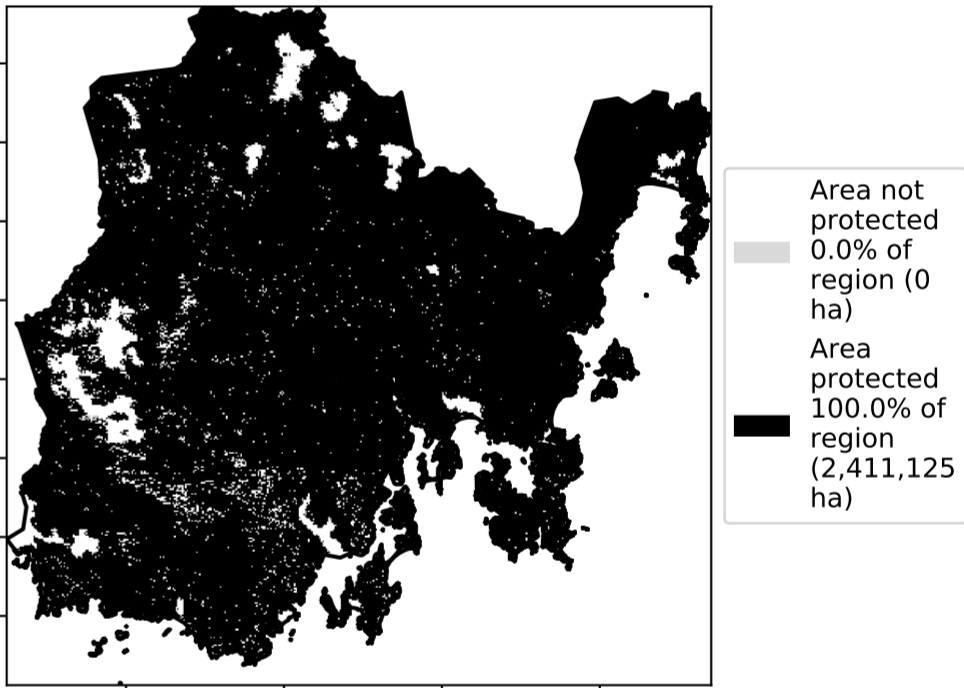 Area not
protected
0.0% of
region (0
ha)
Area
protected
100.0% of
region
(2,411,125
ha)